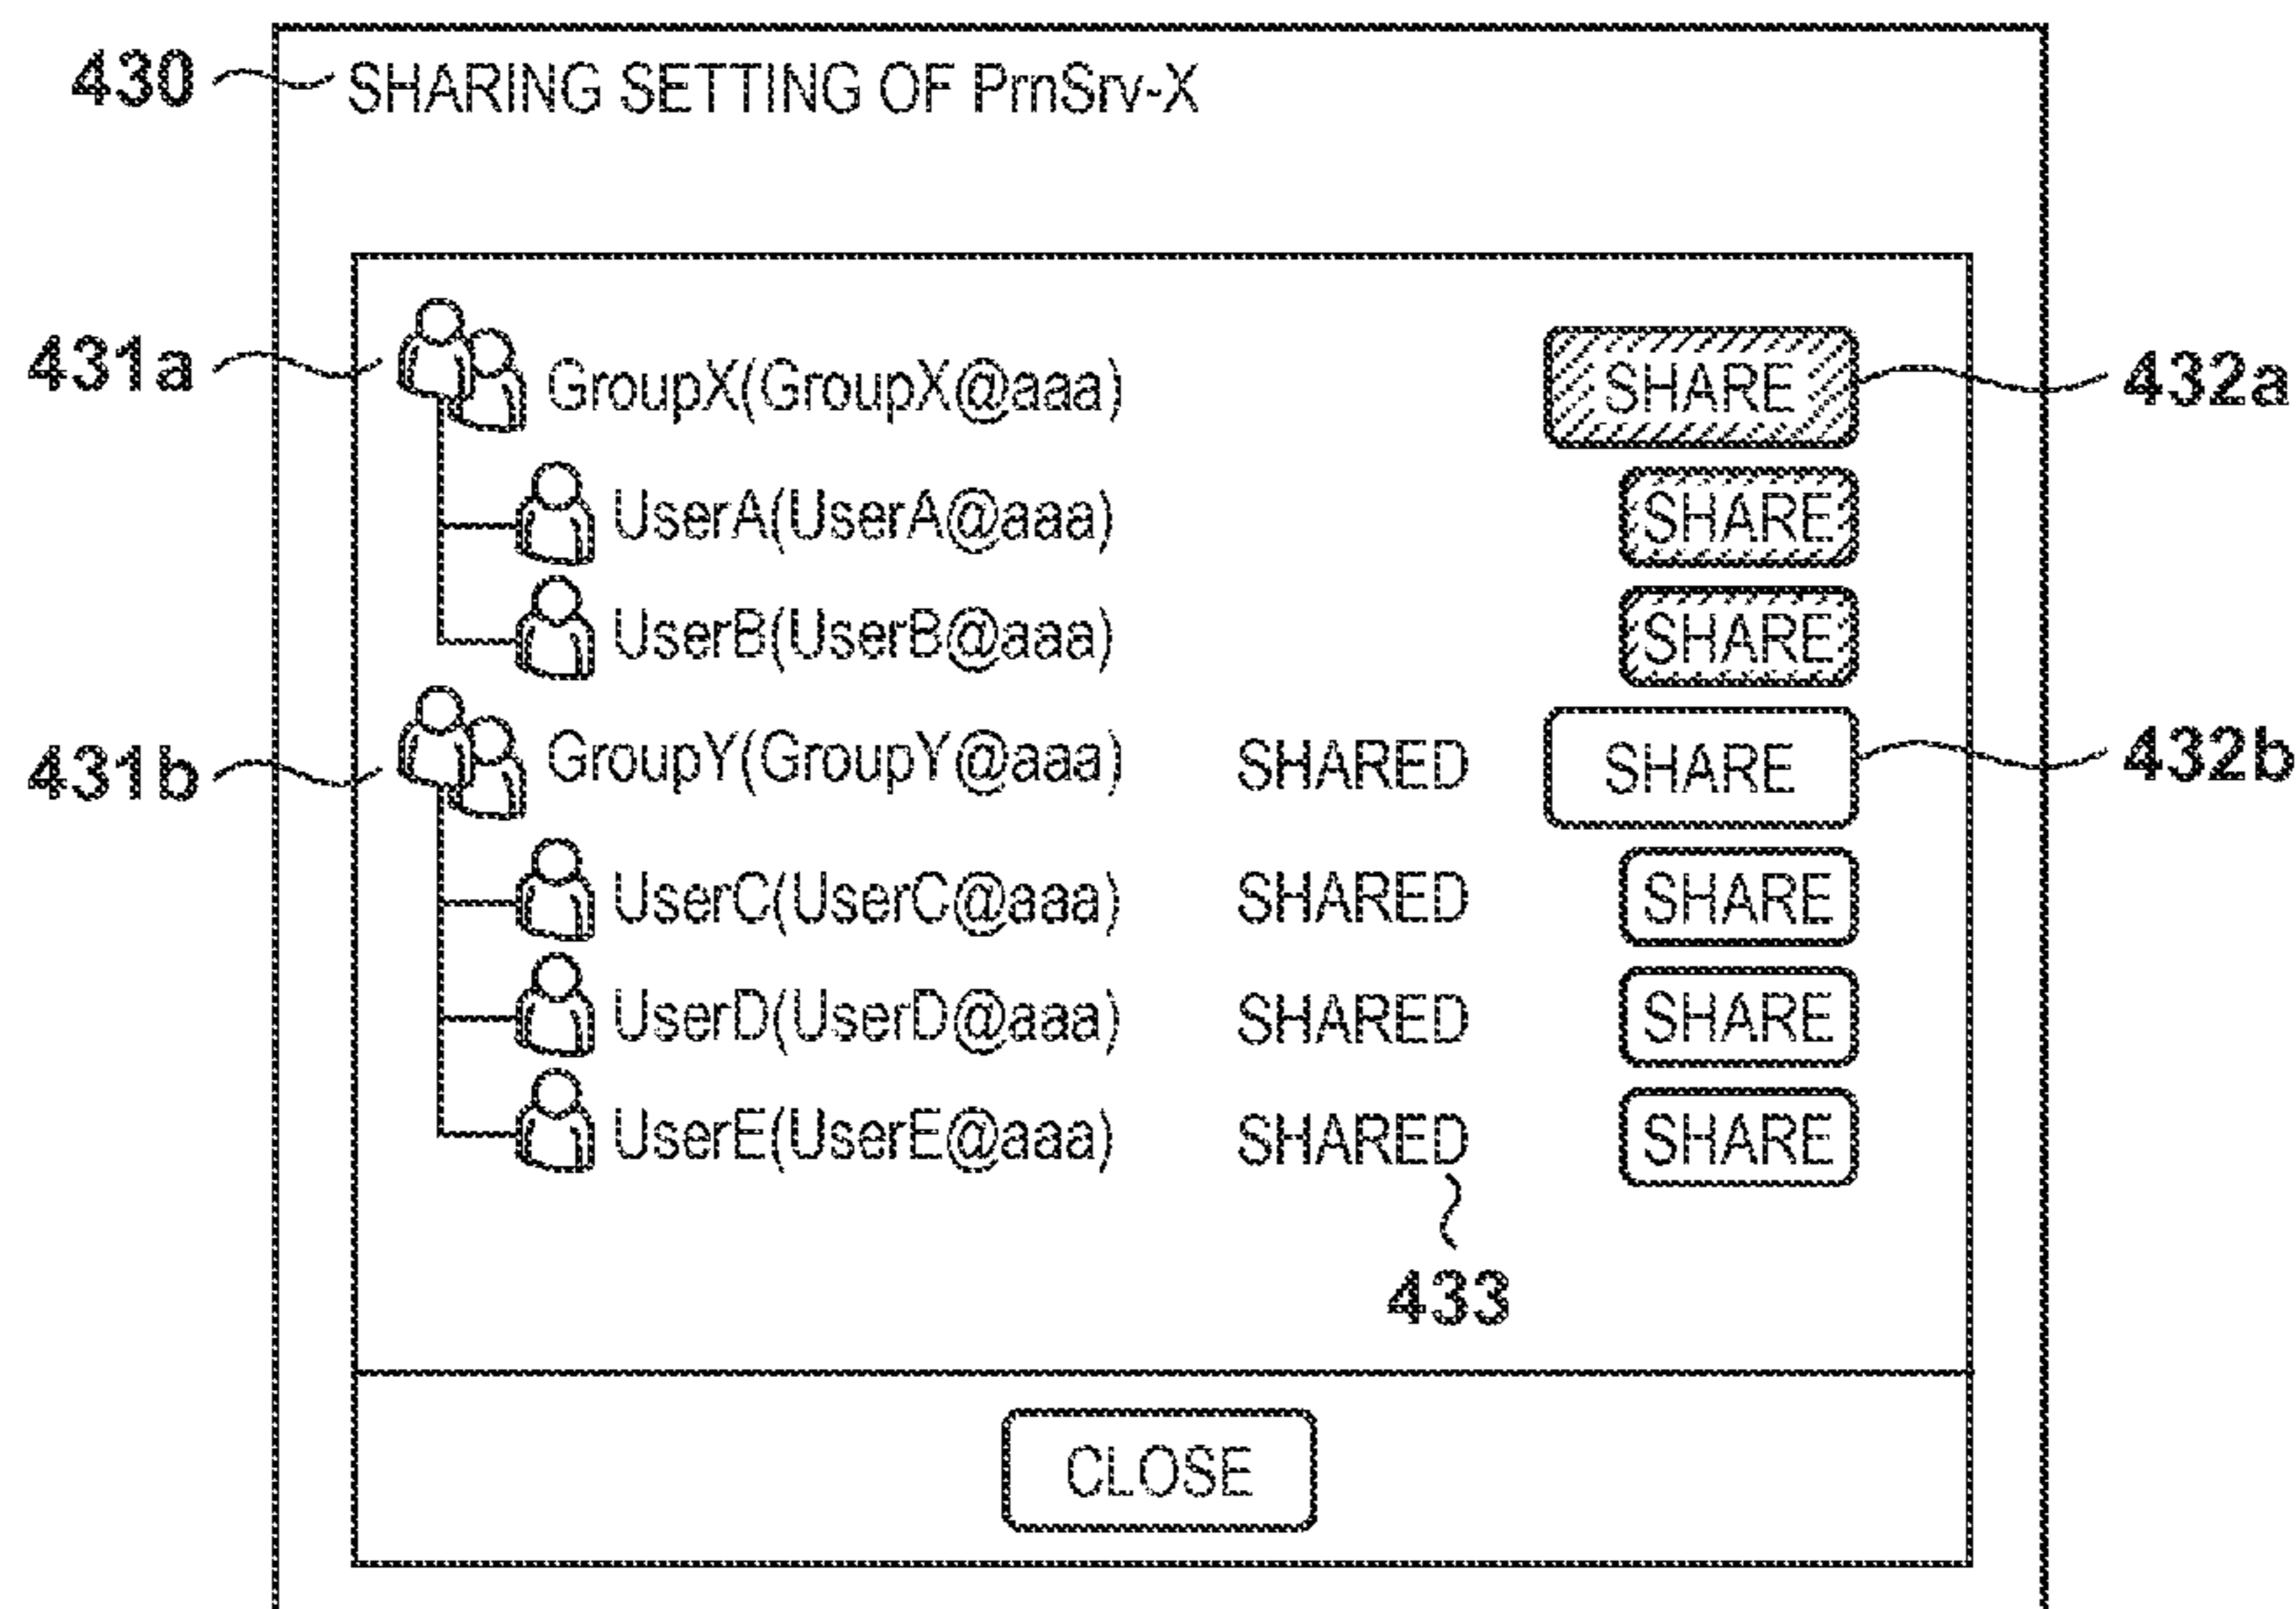 430 SHARING SETTING OF PrnSrv-X
431a GroupX(GroupX@aaa) SHARE 432a
UserA(UserA@aaa) SHARE
UserB(UserB@aaa) SHARE
431b GroupY(GroupY@aaa) SHARED SHARE 432b
UserC(UserC@aaa) SHARED SHARE
UserD(UserD@aaa) SHARED SHARE
UserE(UserE@aaa) SHARED SHARE
433
CLOSE